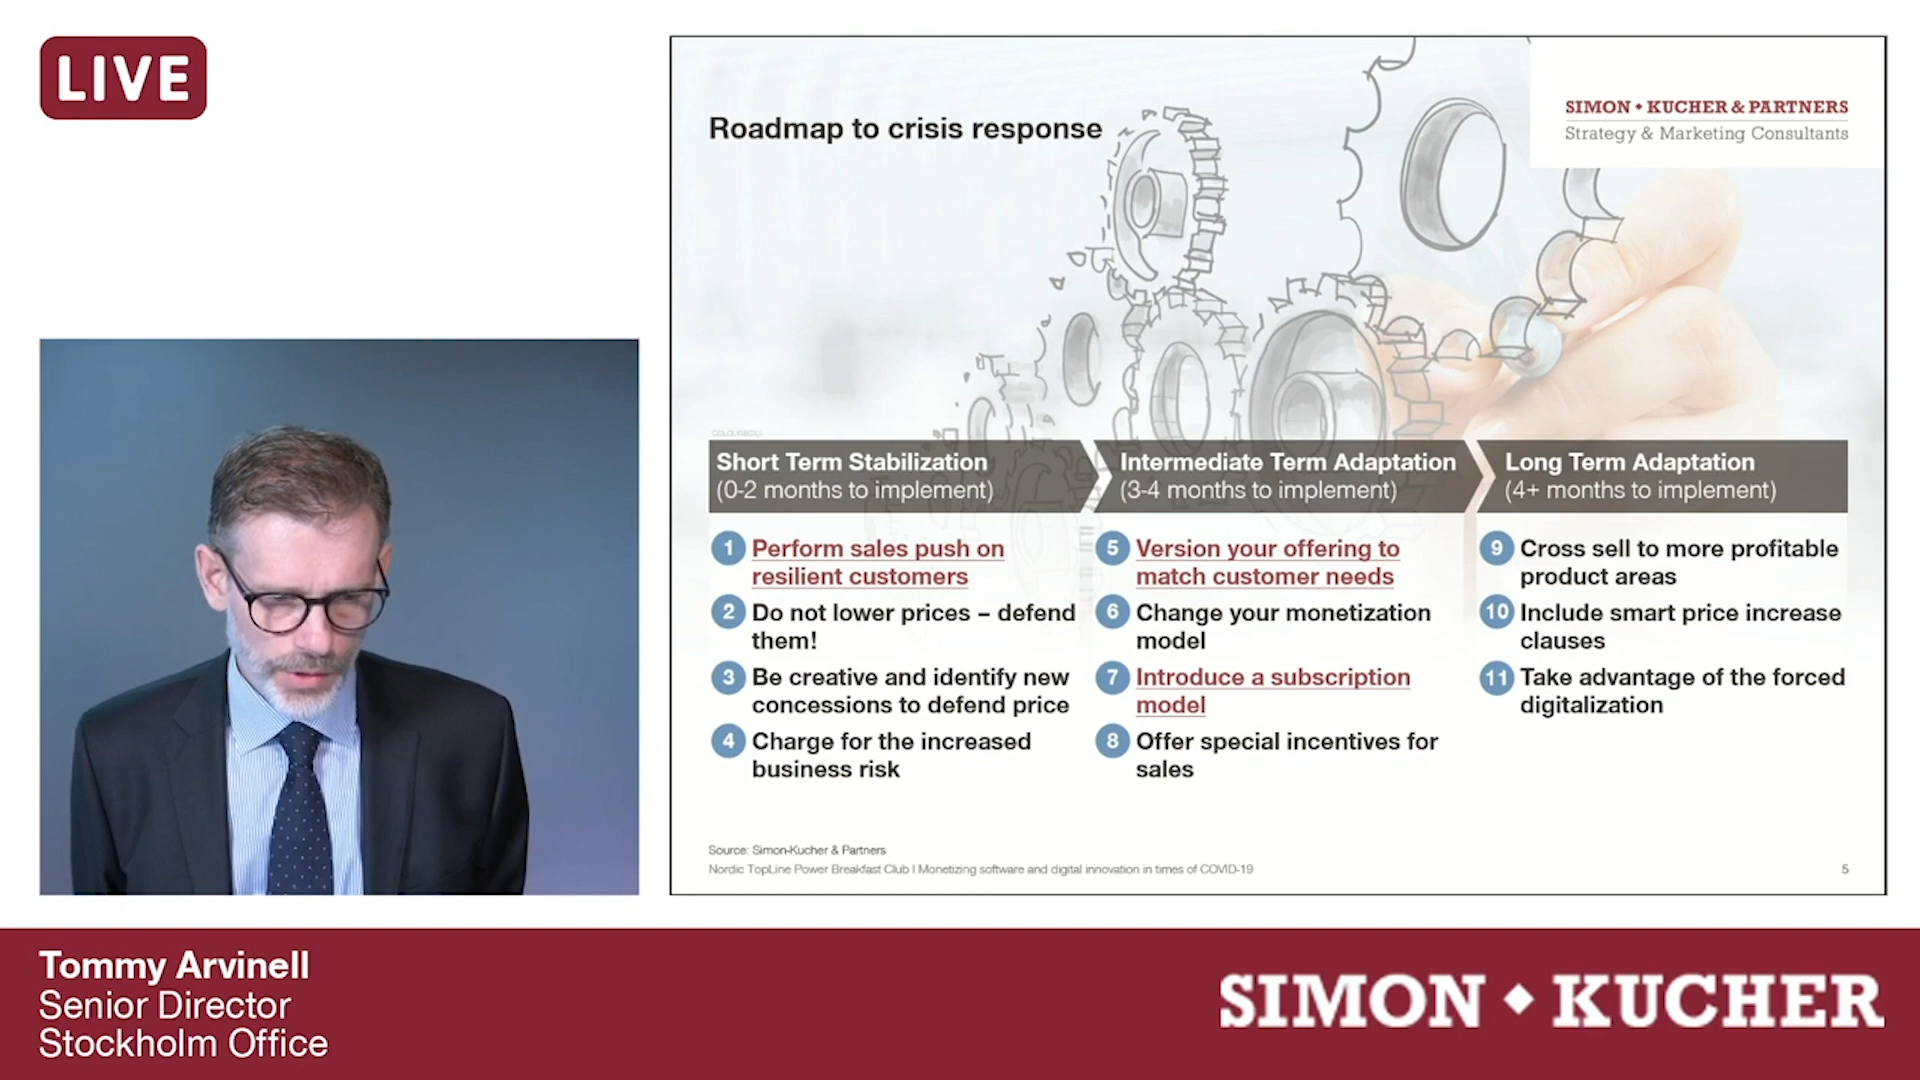 LIVE
Roadmap to crisis response
SIMON • KUCHER & PARTNERS
Strategy & Marketing Consultants
Short Term Stabilization
(0-2 months to implement)
1 Perform sales push on
resilient customers
2 Do not lower prices – defend
them!
3 Be creative and identify new
concessions to defend price
4 Charge for the increased
business risk
Intermediate Term Adaptation
(3-4 months to implement)
5 Version your offering to
match customer needs
6 Change your monetization
model
7 Introduce a subscription
model
8 Offer special incentives for
sales
Long Term Adaptation
(4+ months to implement)
9 Cross sell to more profitable
product areas
10 Include smart price increase
clauses
11 Take advantage of the forced
digitalization
Source: Simon-Kucher & Partners
Nordic TopLine Power Breakfast Club | Monetizing software and digital innovation in times of COVID-19
5
Tommy Arvinell
Senior Director
Stockholm Office
SIMON ◆ KUCHER